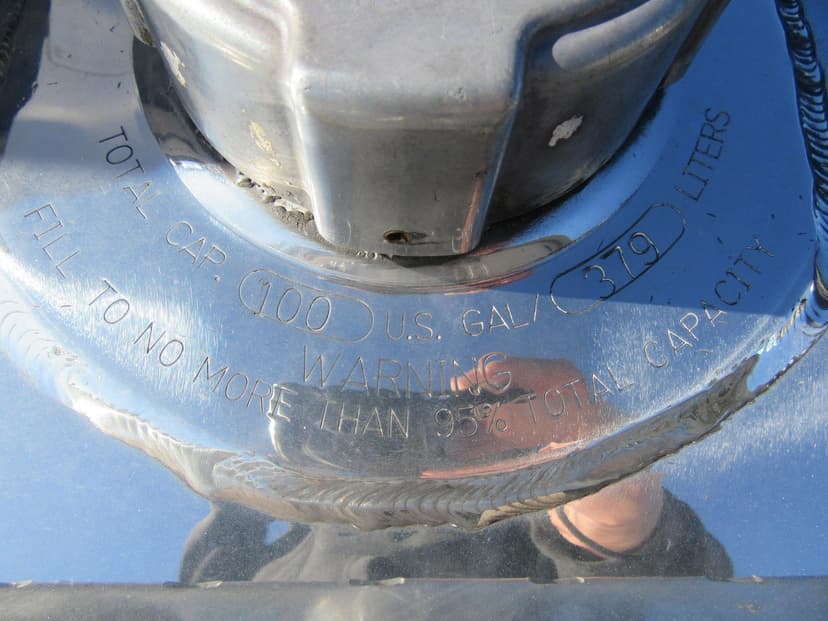 TOTAL CAP. 100 U.S. GAL/ 379 LITERS
WARNING
FILL TO NO MORE THAN 95% TOTAL CAPACITY